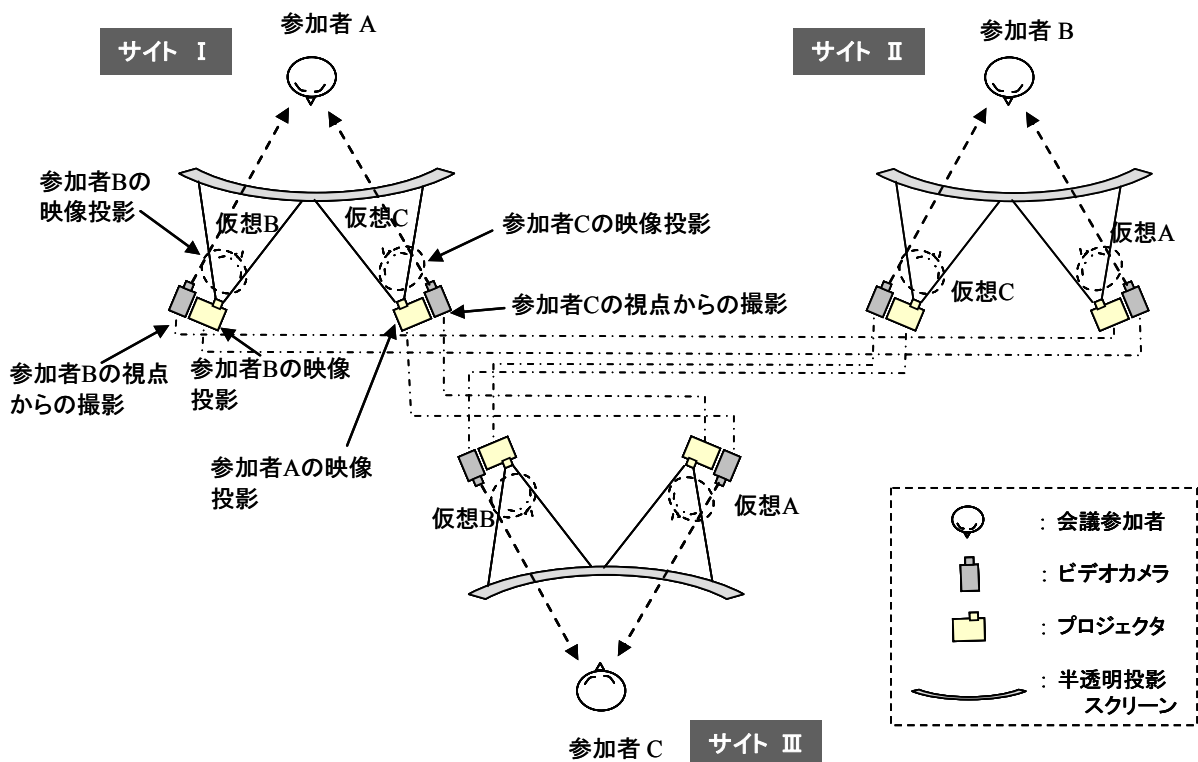 サイト Ⅰ
参加者 A
サイト Ⅱ
参加者 B
参加者Bの
映像投影
仮想B
仮想C
参加者Cの映像投影
参加者Cの視点からの撮影
仮想C
仮想A
参加者Bの視点
からの撮影
参加者Bの映像
投影
参加者Aの映像
投影
仮想B
仮想A
参加者 C
サイト Ⅲ
: 会議参加者
: ビデオカメラ
: プロジェクタ
: 半透明投影
スクリーン